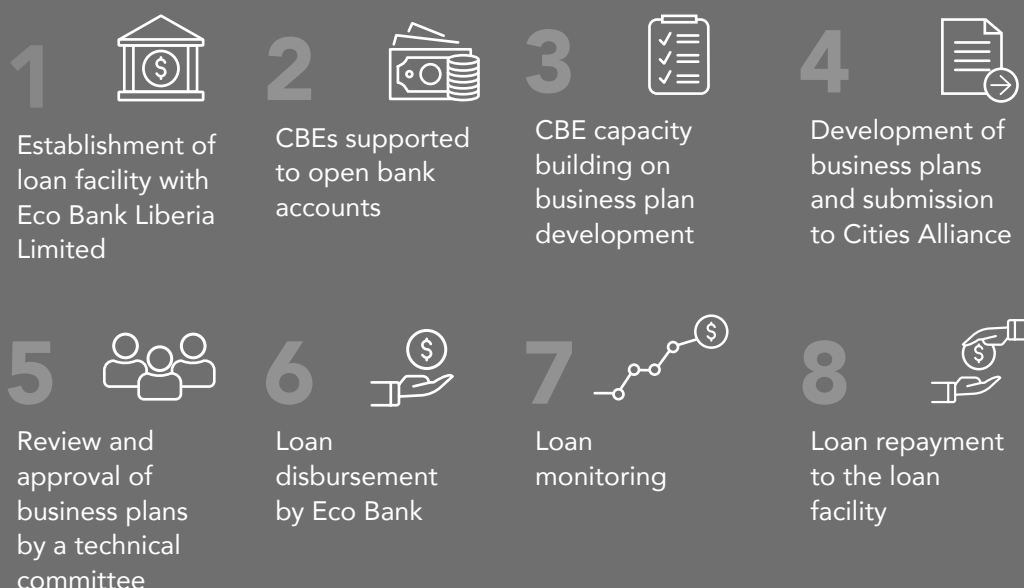 1
Establishment of
loan facility with
Eco Bank Liberia
Limited
2
CBEs supported
to open bank
accounts
3
CBE capacity
building on
business plan
development
4
Development of
business plans
and submission
to Cities Alliance
5
Review and
approval of
business plans
by a technical
committee
6
Loan
disbursement
by Eco Bank
7
Loan
monitoring
8
Loan repayment
to the loan
facility